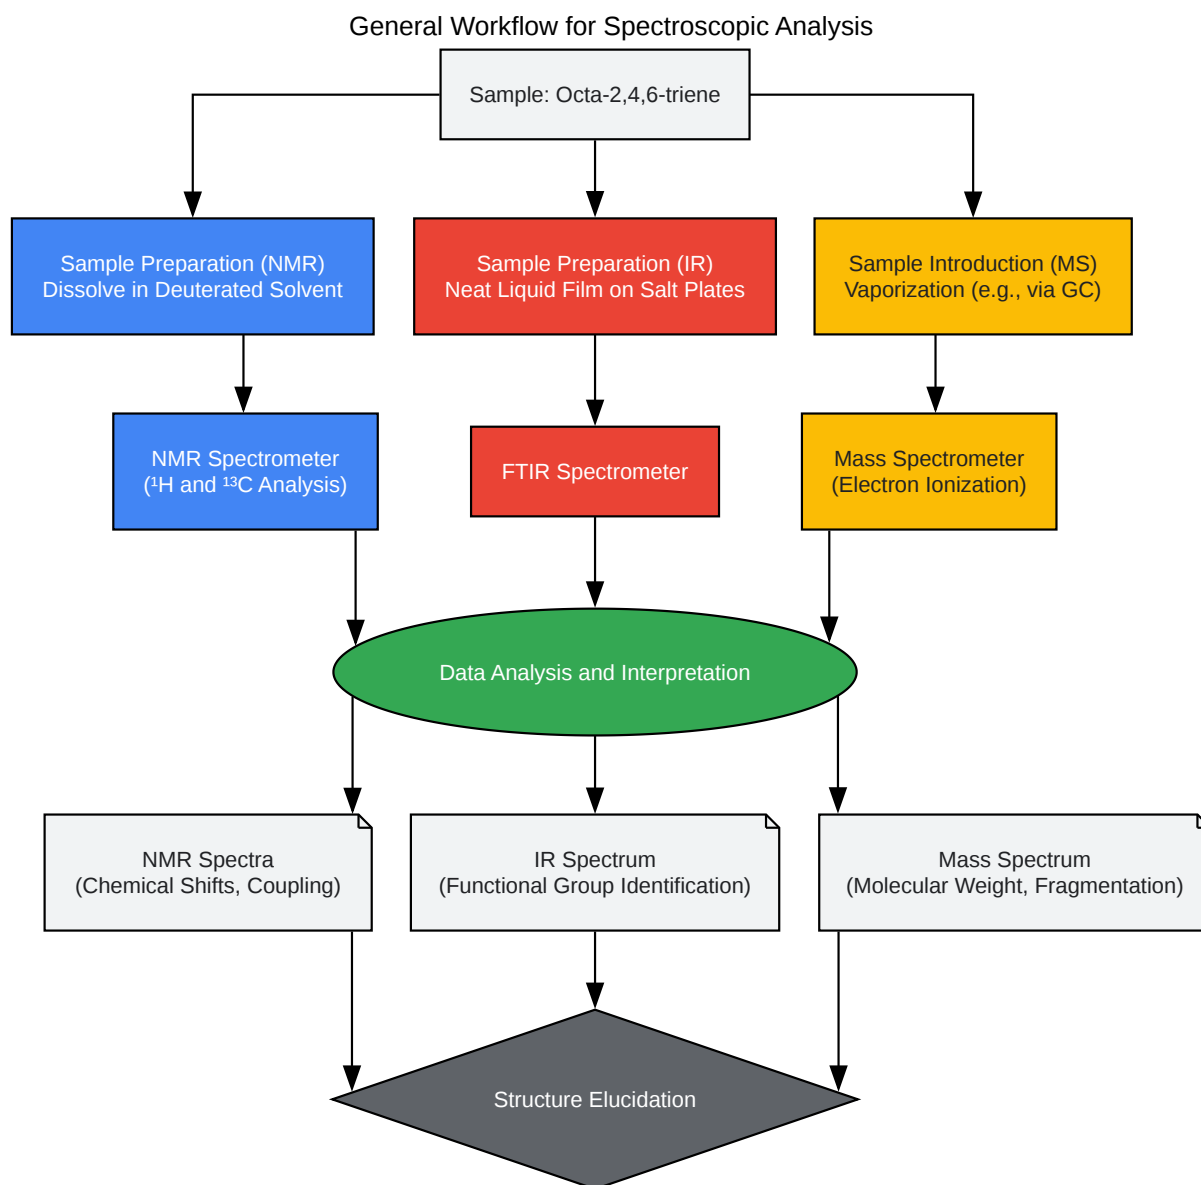 General Workflow for Spectroscopic Analysis
Sample: Octa-2,4,6-triene
Sample Preparation (NMR)
Dissolve in Deuterated Solvent
Sample Preparation (IR)
Neat Liquid Film on Salt Plates
Sample Introduction (MS)
Vaporization (e.g., via GC)
NMR Spectrometer
(¹H and ¹³C Analysis)
FTIR Spectrometer
Mass Spectrometer
(Electron Ionization)
Data Analysis and Interpretation
NMR Spectra
(Chemical Shifts, Coupling)
IR Spectrum
(Functional Group Identification)
Mass Spectrum
(Molecular Weight, Fragmentation)
Structure Elucidation